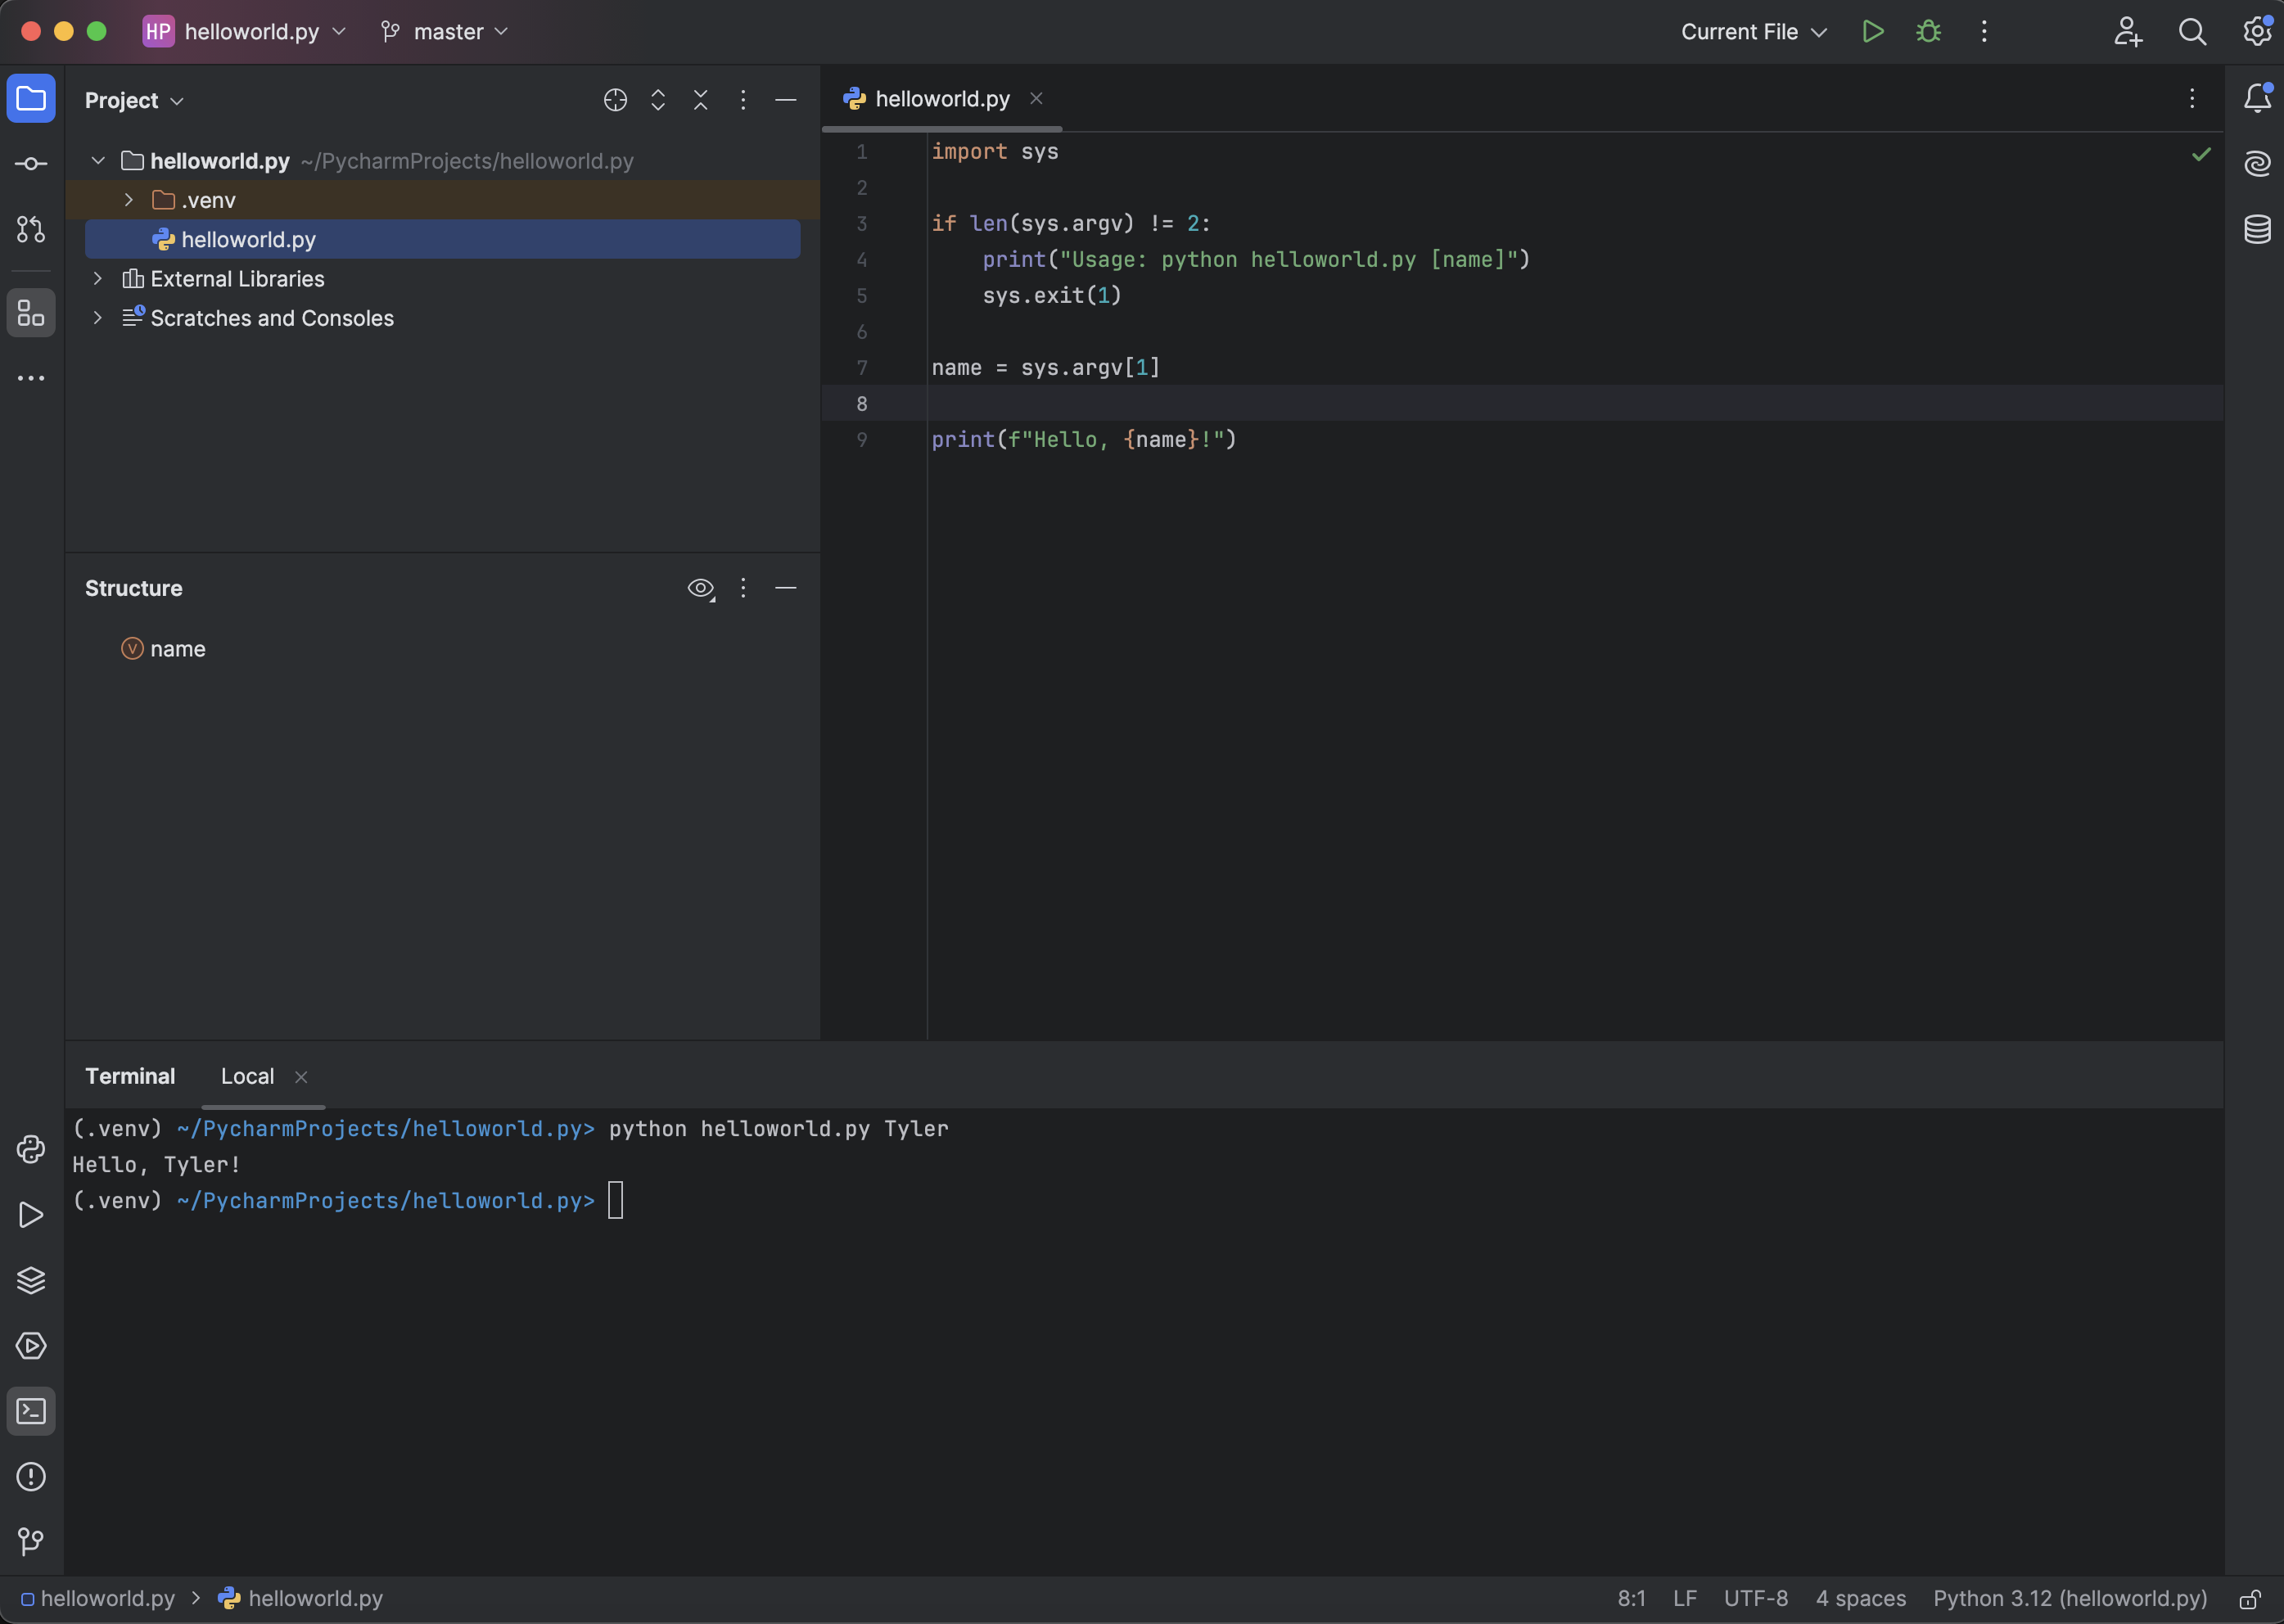 HP helloworld.py master Current File
Project
helloworld.py ~/PycharmProjects/helloworld.py
.venv
helloworld.py
External Libraries
Scratches and Consoles
Structure
V name
helloworld.py
1 import sys
2
3 if len(sys.argv) != 2:
4     print("Usage: python helloworld.py [name]")
5     sys.exit(1)
6
7 name = sys.argv[1]
8
9 print(f"Hello, {name}!")
Terminal Local
(.venv) ~/PycharmProjects/helloworld.py> python helloworld.py Tyler
Hello, Tyler!
(.venv) ~/PycharmProjects/helloworld.py>
helloworld.py > helloworld.py 8:1 LF UTF-8 4 spaces Python 3.12 (helloworld.py)